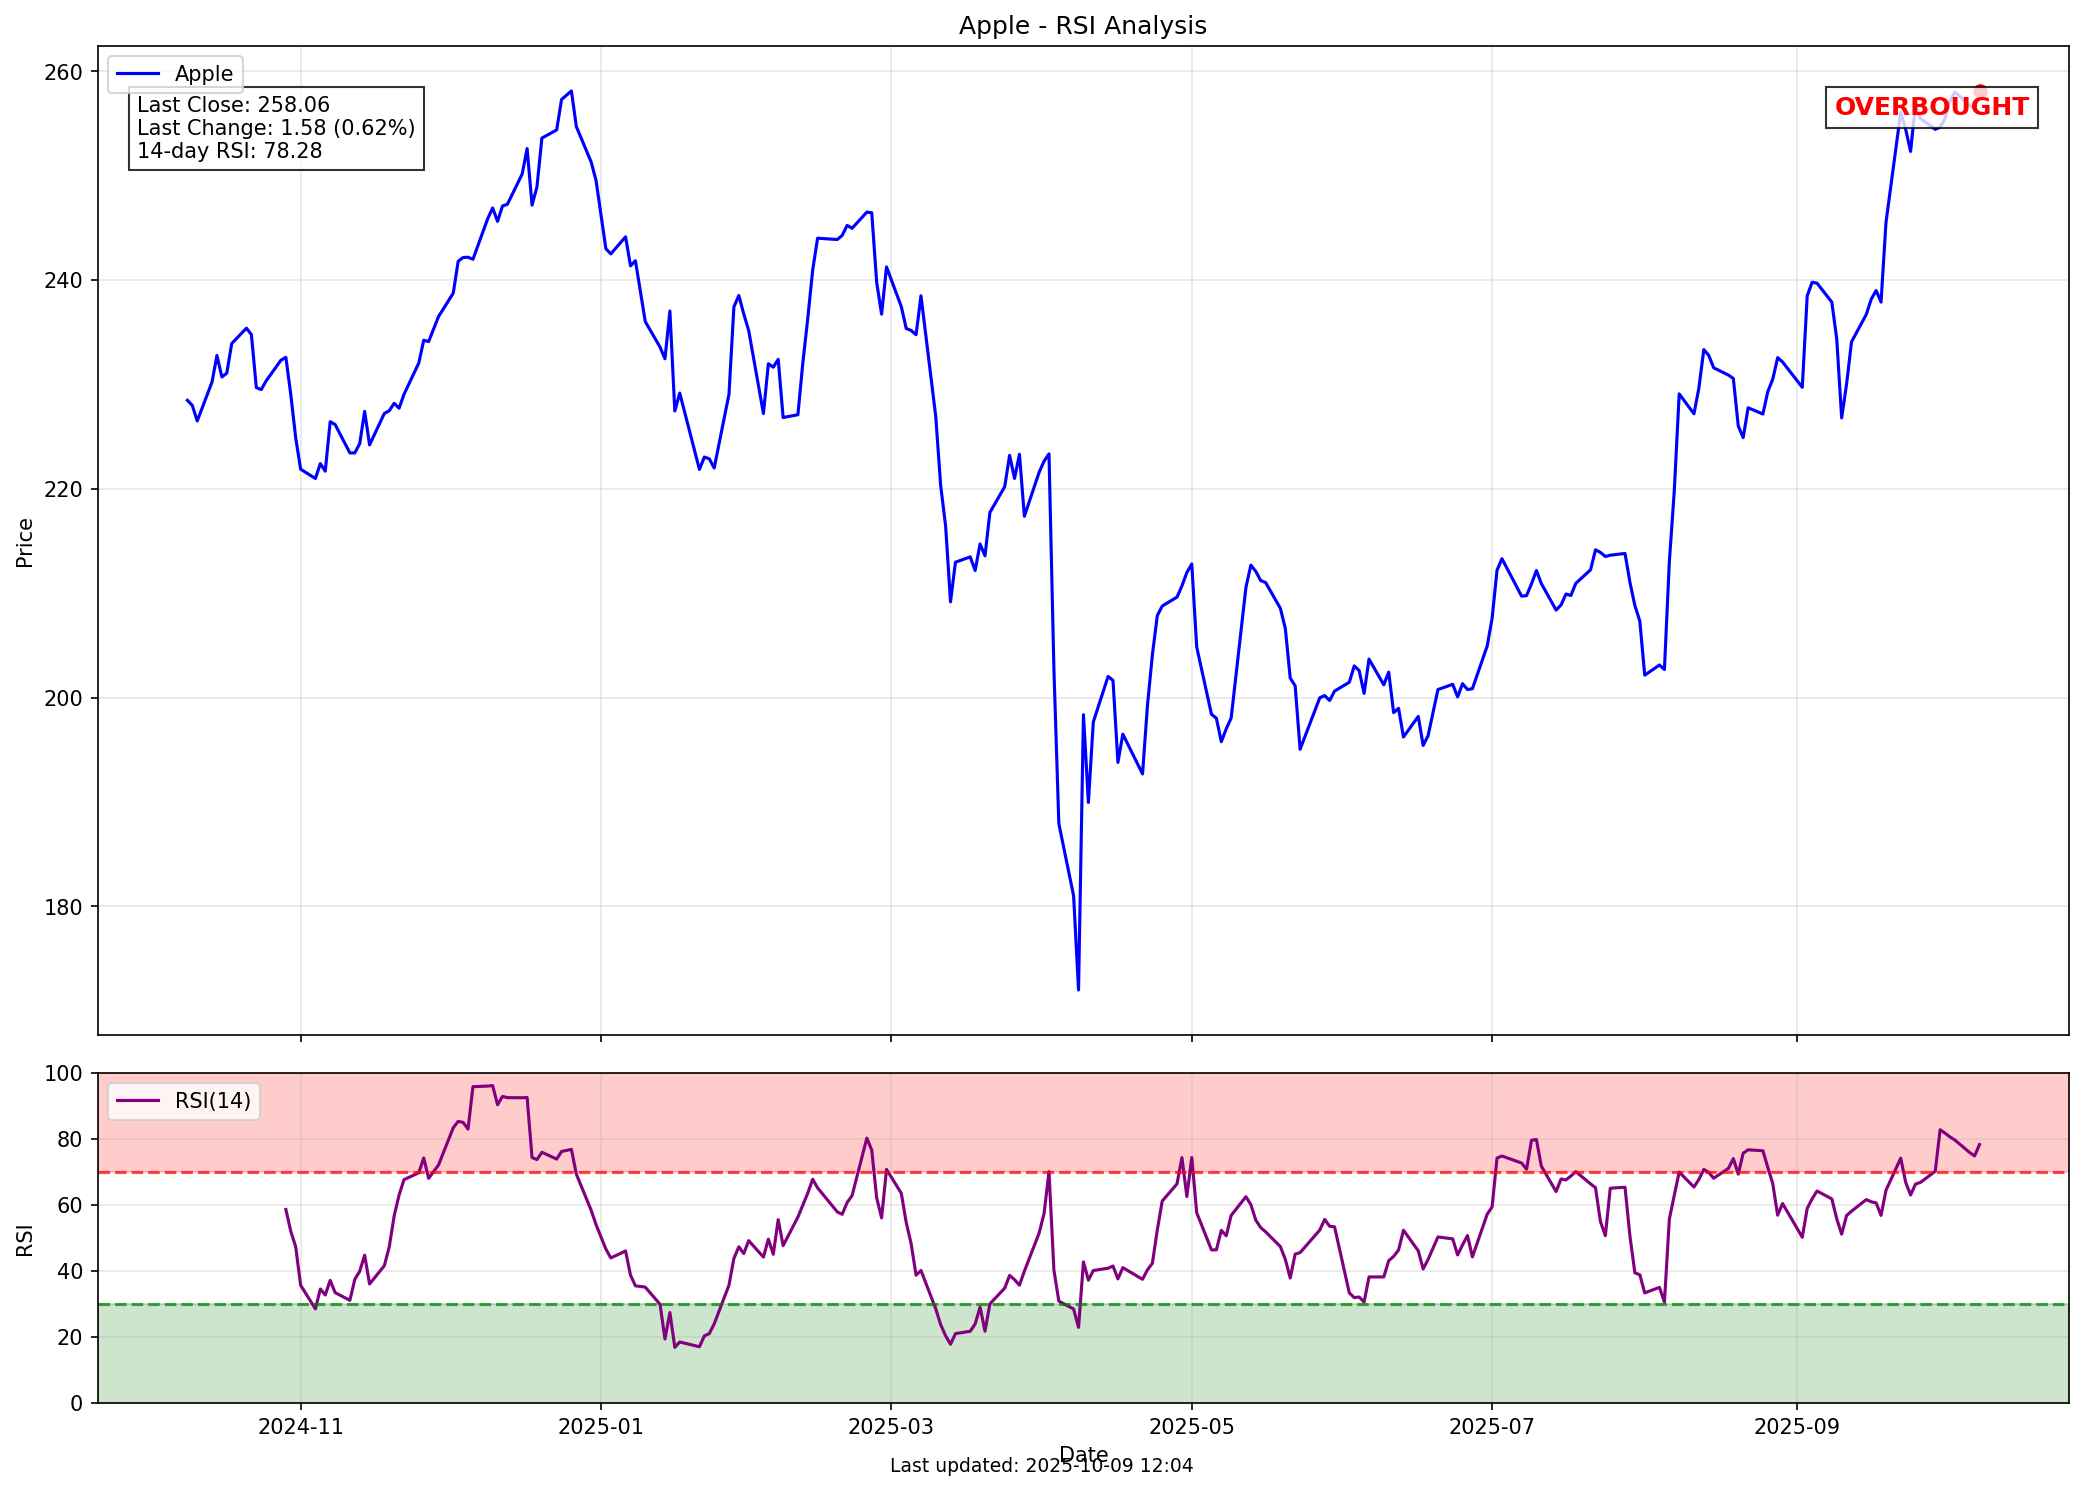 Apple - RSI Analysis
Apple
Last Close: 258.06
Last Change: 1.58 (0.62%)
14-day RSI: 78.28
OVERBOUGHT
260
240
220
200
180
Price
RSI(14)
100
80
60
40
20
0
RSI
2024-11
2025-01
2025-03
2025-05
2025-07
2025-09
Date
Last updated: 2025-10-09 12:04